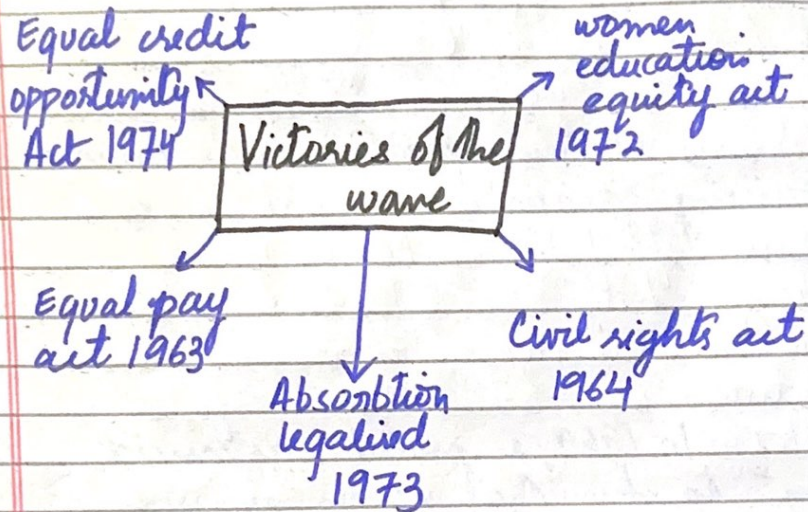 Equal credit
opportunity
Act 1974
women
education
equity act
1972
Victories of the
wave
Equal pay
act 1963
Absorbtion
legalised
1973
Civil rights act
1964